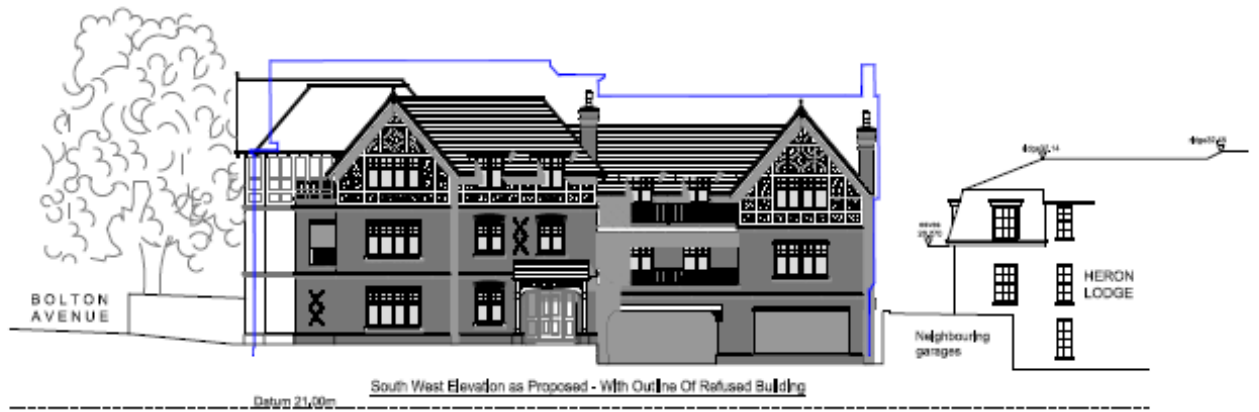 BOLTON
AVENUE
eaves
HERON
LODGE
Neighbouring
garages
South West Elevation as Proposed - With Outline Of Refused Building
Datum 21.00m